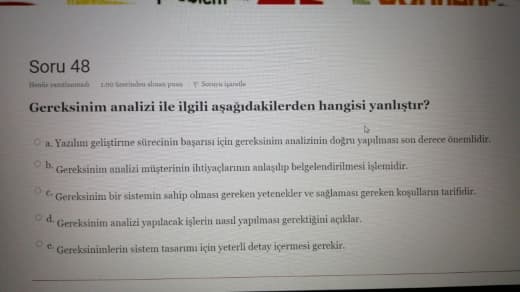 Soru 48
Henüz yanıtlanmadı 1,00 üzerinden alınan puan Soruyu işaretle
Gereksinim analizi ile ilgili aşağıdakilerden hangisi yanlıştır?
a. Yazılım geliştirme sürecinin başarısı için gereksinim analizinin doğru yapılması son derece önemlidir.
b. Gereksinim analizi müşterinin ihtiyaçlarının anlaşılıp belgelendirilmesi işlemidir.
c. Gereksinim bir sistemin sahip olması gereken yetenekler ve sağlaması gereken koşulların tarifidir.
d. Gereksinim analizi yapılacak işlerin nasıl yapılması gerektiğini açıklar.
e. Gereksinimlerin sistem tasarımı için yeterli detay içermesi gerekir.